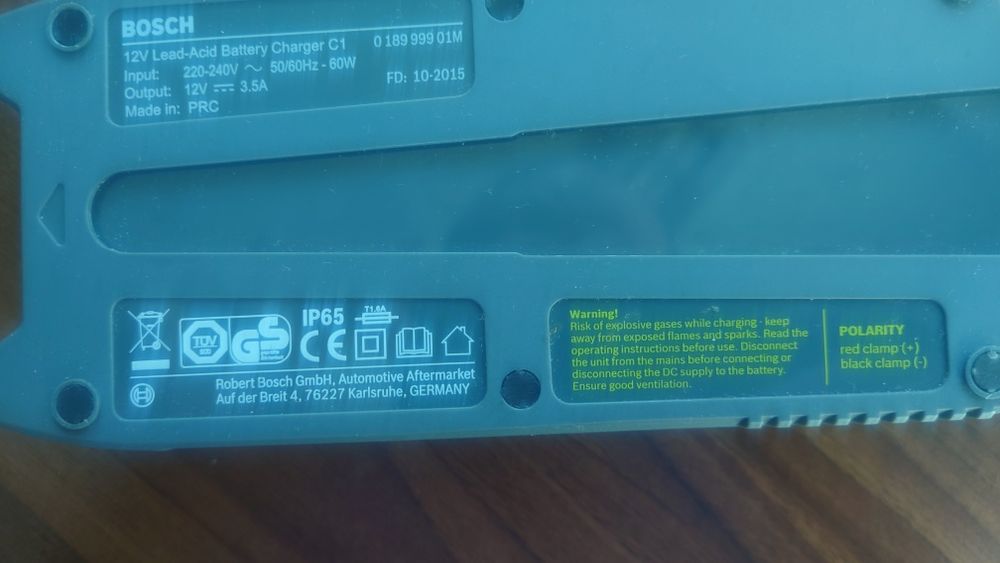 BOSCH
12V Lead-Acid Battery Charger C1 0 189 999 01M
Input: 220-240V ~ 50/60Hz - 60W
Output: 12V ⎓ 3.5A FD: 10-2015
Made in: PRC
IP65 T1.6A
TÜV GS CE
Robert Bosch GmbH, Automotive Aftermarket
Auf der Breit 4, 76227 Karlsruhe, GERMANY
Warning!
Risk of explosive gases while charging - keep
away from exposed flames and sparks. Read the
operating instructions before use. Disconnect
the unit from the mains before connecting or
disconnecting the DC supply to the battery.
Ensure good ventilation.
POLARITY
red clamp (+)
black clamp (-)